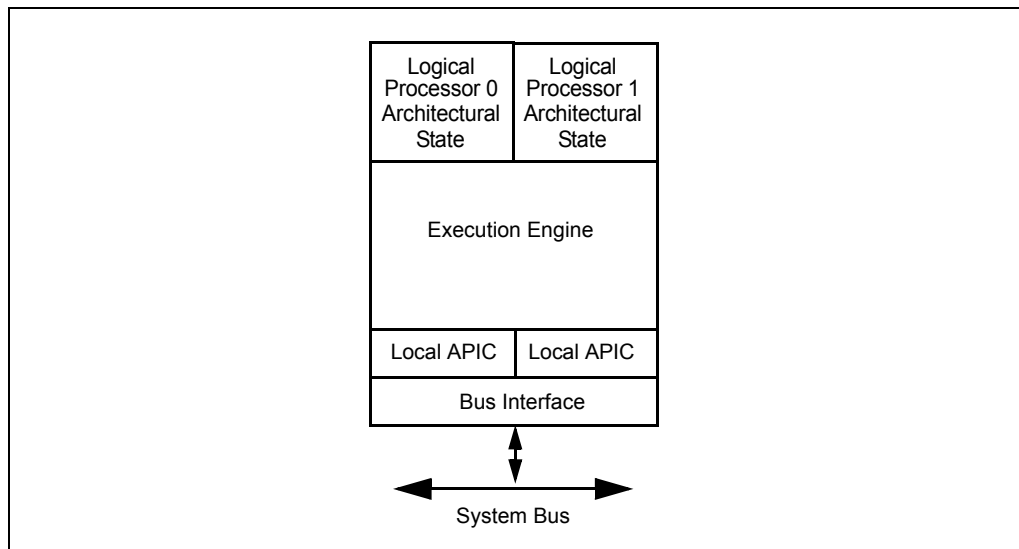 Logical
Processor 0
Architectural
State
Logical
Processor 1
Architectural
State
Execution Engine
Local APIC
Local APIC
Bus Interface
System Bus